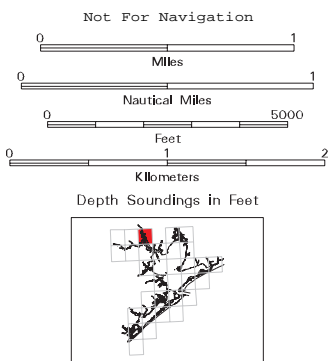 Not For Navigation
0 1
Miles
0 1
Nautical Miles
0 5000
Feet
0 1 2
Kilometers
Depth Soundings in Feet